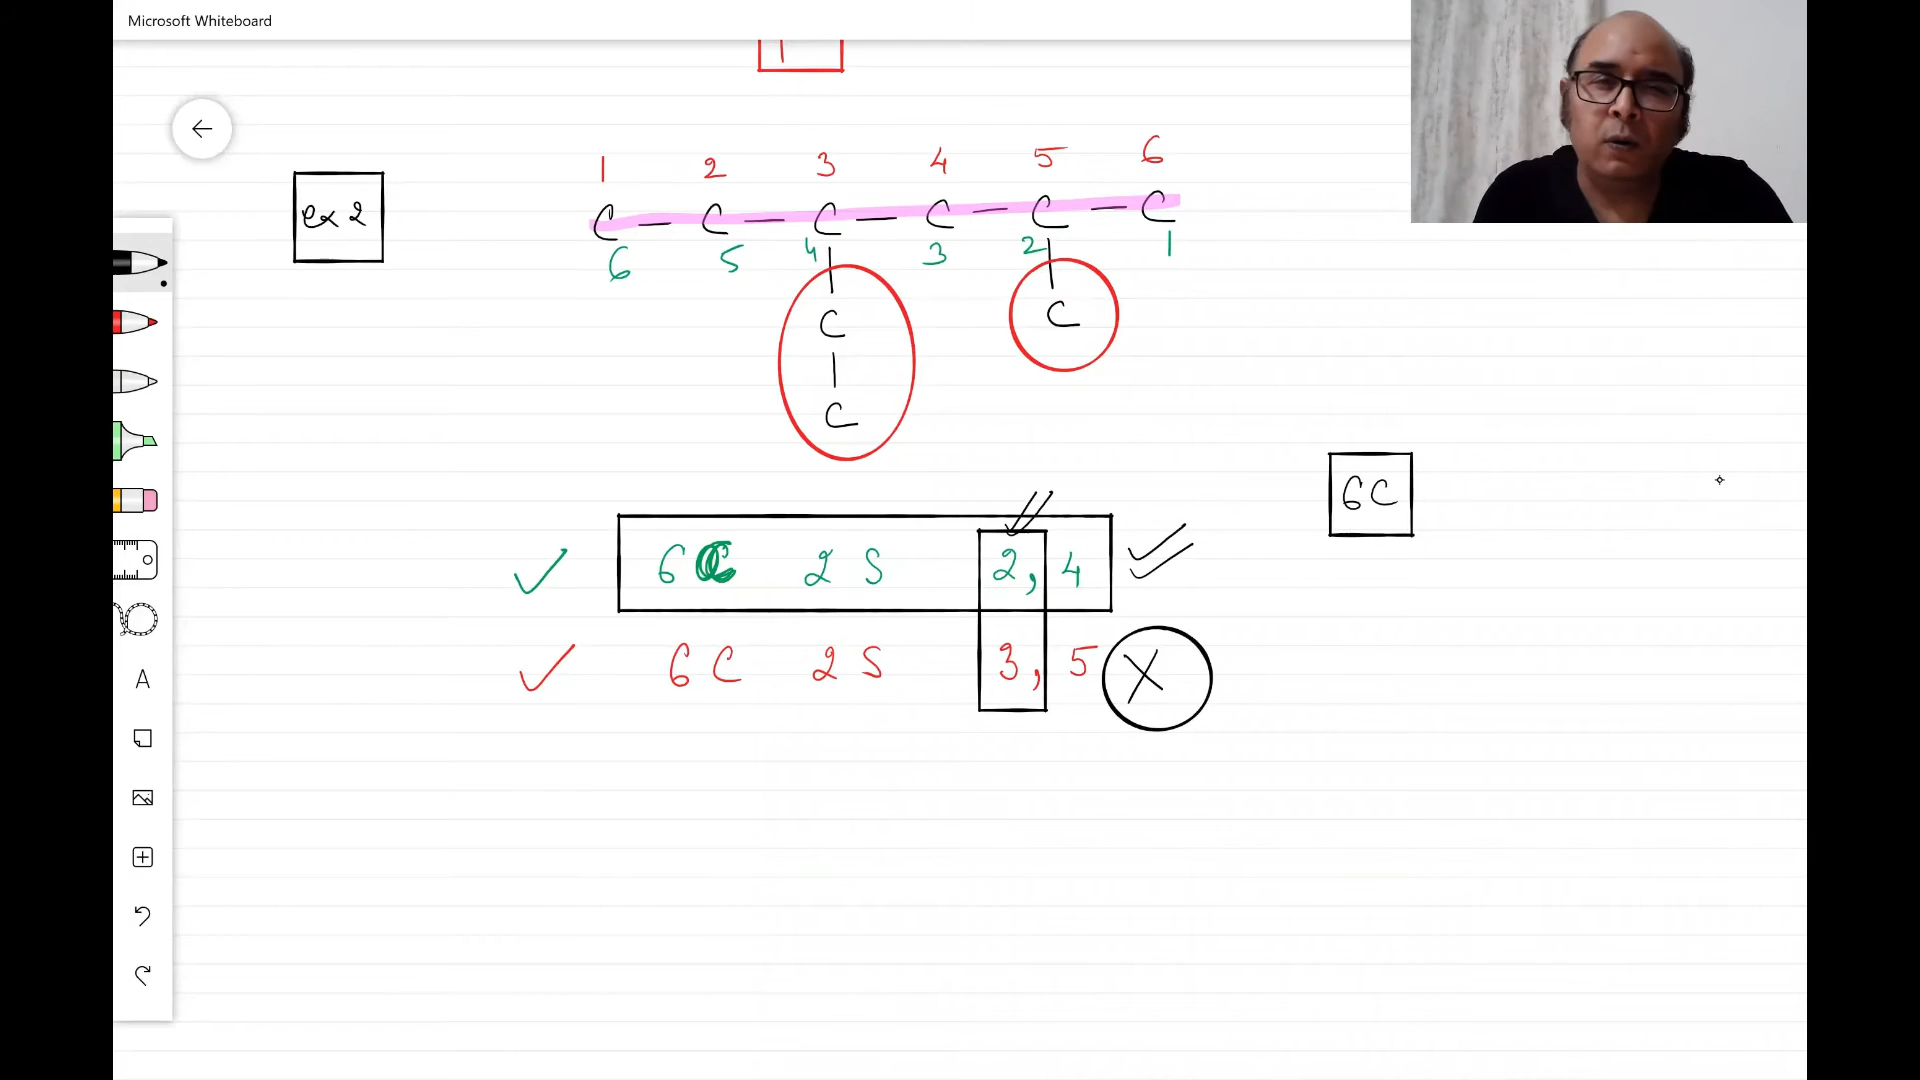 Microsoft Whiteboard
1 2 3 4 5 6
ex 2
C — C — C — C — C — C
6 5 4 3 2 1
C C
C
6C
6 C 2 S 2, 4
6 C 2 S 3, 5 X
A